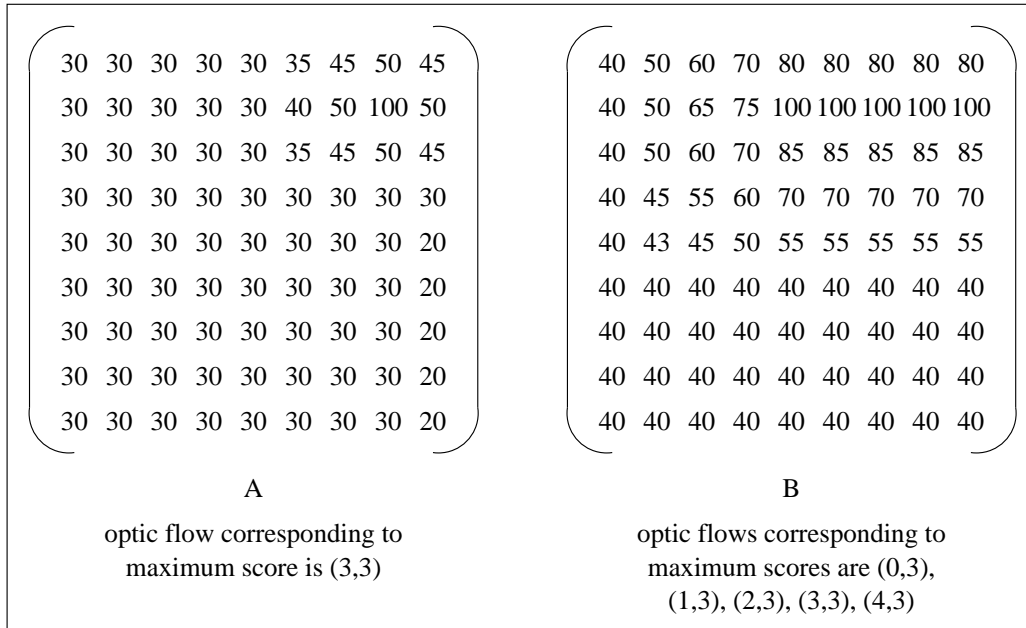 30 30 30 30 30 35 45 50 45
30 30 30 30 30 40 50 100 50
30 30 30 30 30 35 45 50 45
30 30 30 30 30 30 30 30 30
30 30 30 30 30 30 30 30 20
30 30 30 30 30 30 30 30 20
30 30 30 30 30 30 30 30 20
30 30 30 30 30 30 30 30 20
30 30 30 30 30 30 30 30 20
A
optic flow corresponding to
maximum score is (3,3)
40 50 60 70 80 80 80 80 80
40 50 65 75 100 100 100 100 100
40 50 60 70 85 85 85 85 85
40 45 55 60 70 70 70 70 70
40 43 45 50 55 55 55 55 55
40 40 40 40 40 40 40 40 40
40 40 40 40 40 40 40 40 40
40 40 40 40 40 40 40 40 40
40 40 40 40 40 40 40 40 40
B
optic flows corresponding to
maximum scores are (0,3),
(1,3), (2,3), (3,3), (4,3)